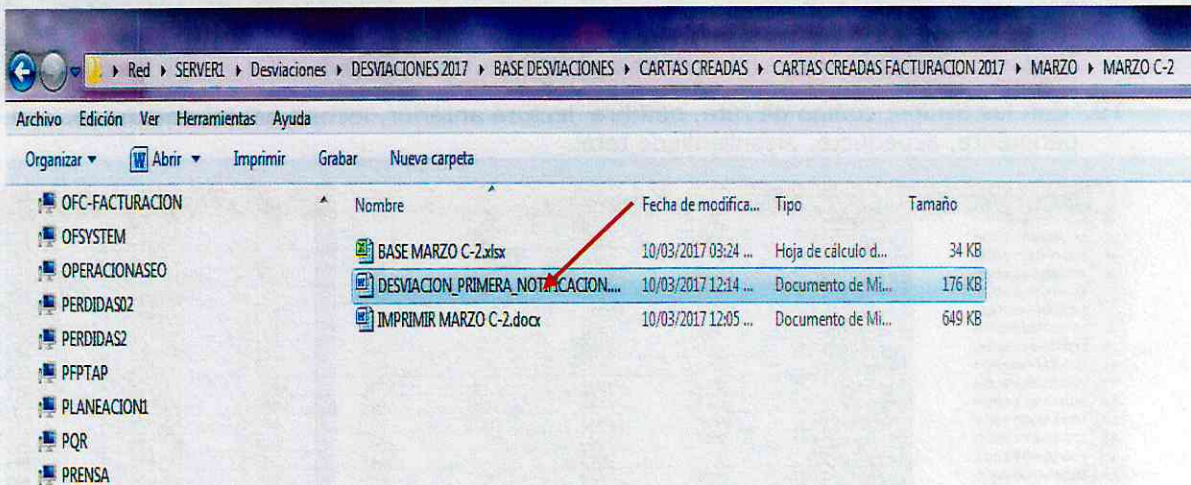 Red ▸ SERVER1 ▸ Desviaciones ▸ DESVIACIONES 2017 ▸ BASE DESVIACIONES ▸ CARTAS CREADAS ▸ CARTAS CREADAS FACTURACION 2017 ▸ MARZO ▸ MARZO C-2
Archivo Edición Ver Herramientas Ayuda
Organizar Abrir Imprimir Grabar Nueva carpeta
OFC-FACTURACION
OFSYSTEM
OPERACIONASEO
PERDIDAS02
PERDIDAS2
PFPTAP
PLANEACION1
PQR
PRENSA
Nombre Fecha de modifica... Tipo Tamaño
BASE MARZO C-2.xlsx 10/03/2017 03:24 ... Hoja de cálculo d... 34 KB
DESVIACION_PRIMERA_NOTIFICACION.... 10/03/2017 12:14 ... Documento de Mi... 176 KB
IMPRIMIR MARZO C-2.docx 10/03/2017 12:05 ... Documento de Mi... 649 KB